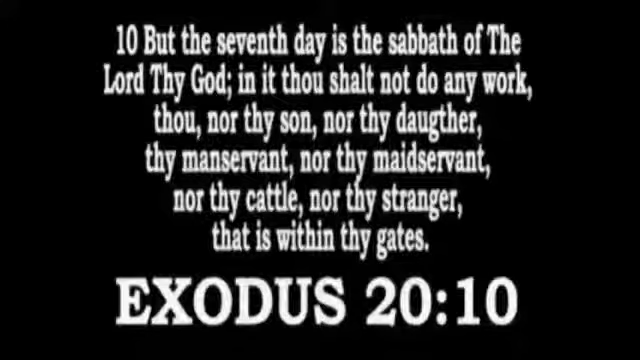 10 But the seventh day is the sabbath of The
Lord Thy God; in it thou shalt not do any work,
thou, nor thy son, nor thy daugther,
thy manservant, nor thy maidservant,
nor thy cattle, nor thy stranger,
that is within thy gates.
EXODUS 20:10